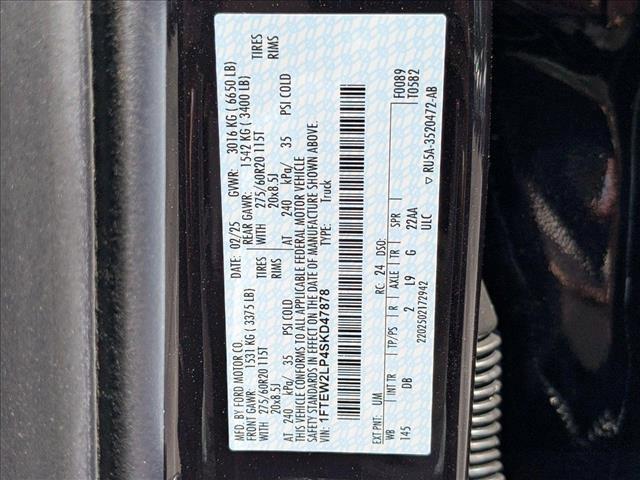 MFD. BY FORD MOTOR CO.
DATE: 02/25 GVWR: 3016 KG ( 6650 LB)
FRONT GAWR: 1531 KG ( 3375 LB) REAR GAWR: 1542 KG ( 3400 LB)
275/60R20 115T TIRES WITH 275/60R20 115T TIRES
20x8.5J RIMS 20x8.5J RIMS
AT 240 kPa/ 35 PSI COLD AT 240 kPa/ 35 PSI COLD
THIS VEHICLE CONFORMS TO ALL APPLICABLE FEDERAL MOTOR VEHICLE
SAFETY STANDARDS IN EFFECT ON THE DATE OF MANUFACTURE SHOWN ABOVE.
VIN: 1FTEW2LP4SKD47878 TYPE: Truck
F0089
T0582
EXT PNT: UM RC: 24 DSO:
WB INT TR TP/PS R AXLE TR SPR
145 DB 2 L9 G 22AA
ULC
2202502172942 ▽ RU5A-3520472-AB